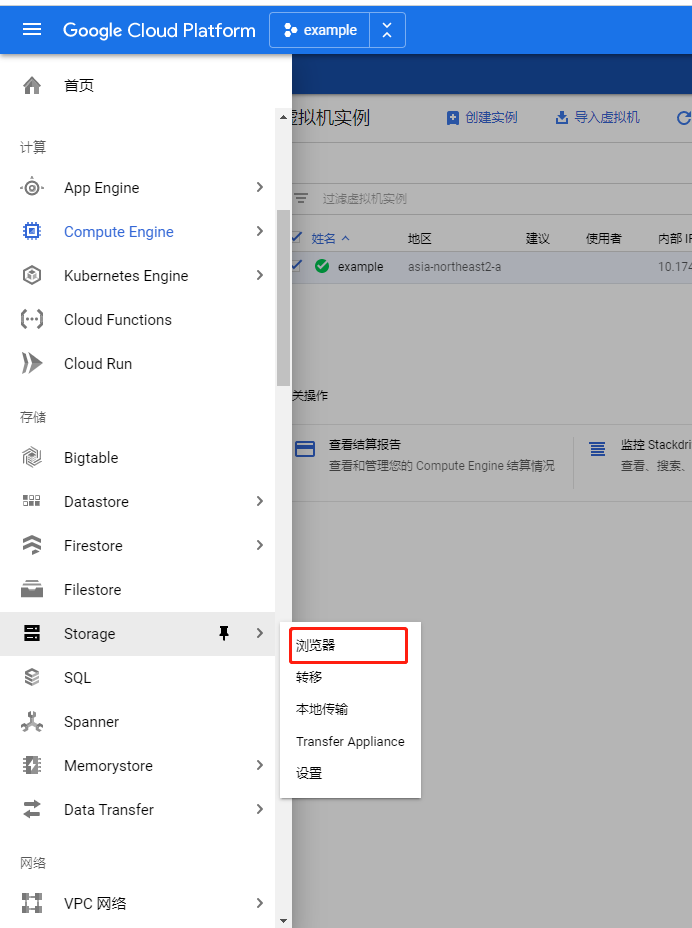 Google Cloud Platform example
首页
虚拟机实例 创建实例 导入虚拟机
计算
App Engine
过滤虚拟机实例
Compute Engine
姓名 地区 建议 使用者 内部 IP
example asia-northeast2-a 10.174
Kubernetes Engine
Cloud Functions
Cloud Run
关操作
存储
查看结算报告
查看和管理您的 Compute Engine 结算情况
监控 Stackdri
查看、搜索、
Bigtable
Datastore
Firestore
Filestore
Storage
浏览器
转移
本地传输
Transfer Appliance
设置
SQL
Spanner
Memorystore
Data Transfer
网络
VPC 网络